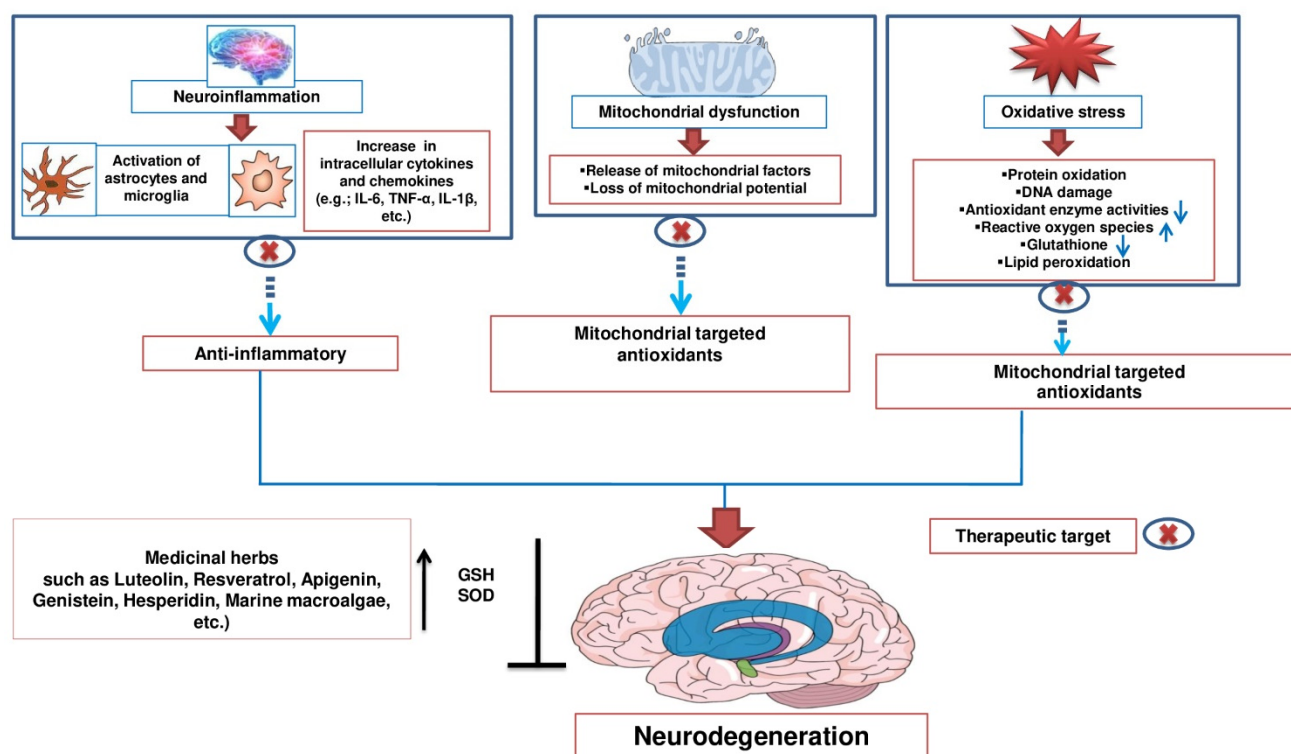 Neuroinflammation
Activation of
astrocytes and
microglia
Increase in
intracellular cytokines
and chemokines
(e.g.; IL-6, TNF-α, IL-1β,
etc.)
Mitochondrial dysfunction
▪Release of mitochondrial factors
▪Loss of mitochondrial potential
Oxidative stress
▪Protein oxidation
▪DNA damage
▪Antioxidant enzyme activities
▪Reactive oxygen species
▪Glutathione
▪Lipid peroxidation
Anti-inflammatory
Mitochondrial targeted
antioxidants
Mitochondrial targeted
antioxidants
Medicinal herbs
such as Luteolin, Resveratrol, Apigenin,
Genistein, Hesperidin, Marine macroalgae,
etc.)
GSH
SOD
Therapeutic target
Neurodegeneration